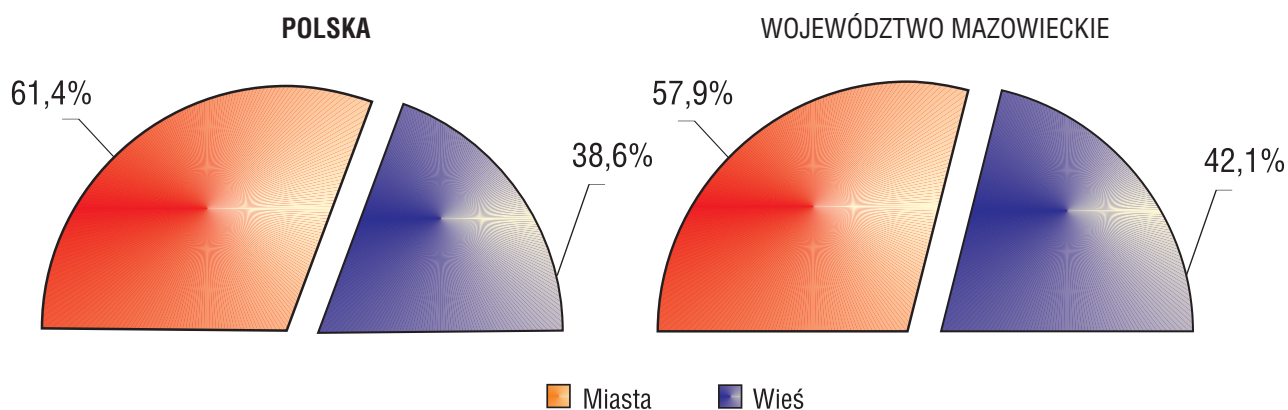 POLSKA
WOJEWÓDZTWO MAZOWIECKIE
61,4%
38,6%
57,9%
42,1%
Miasta
Wieś